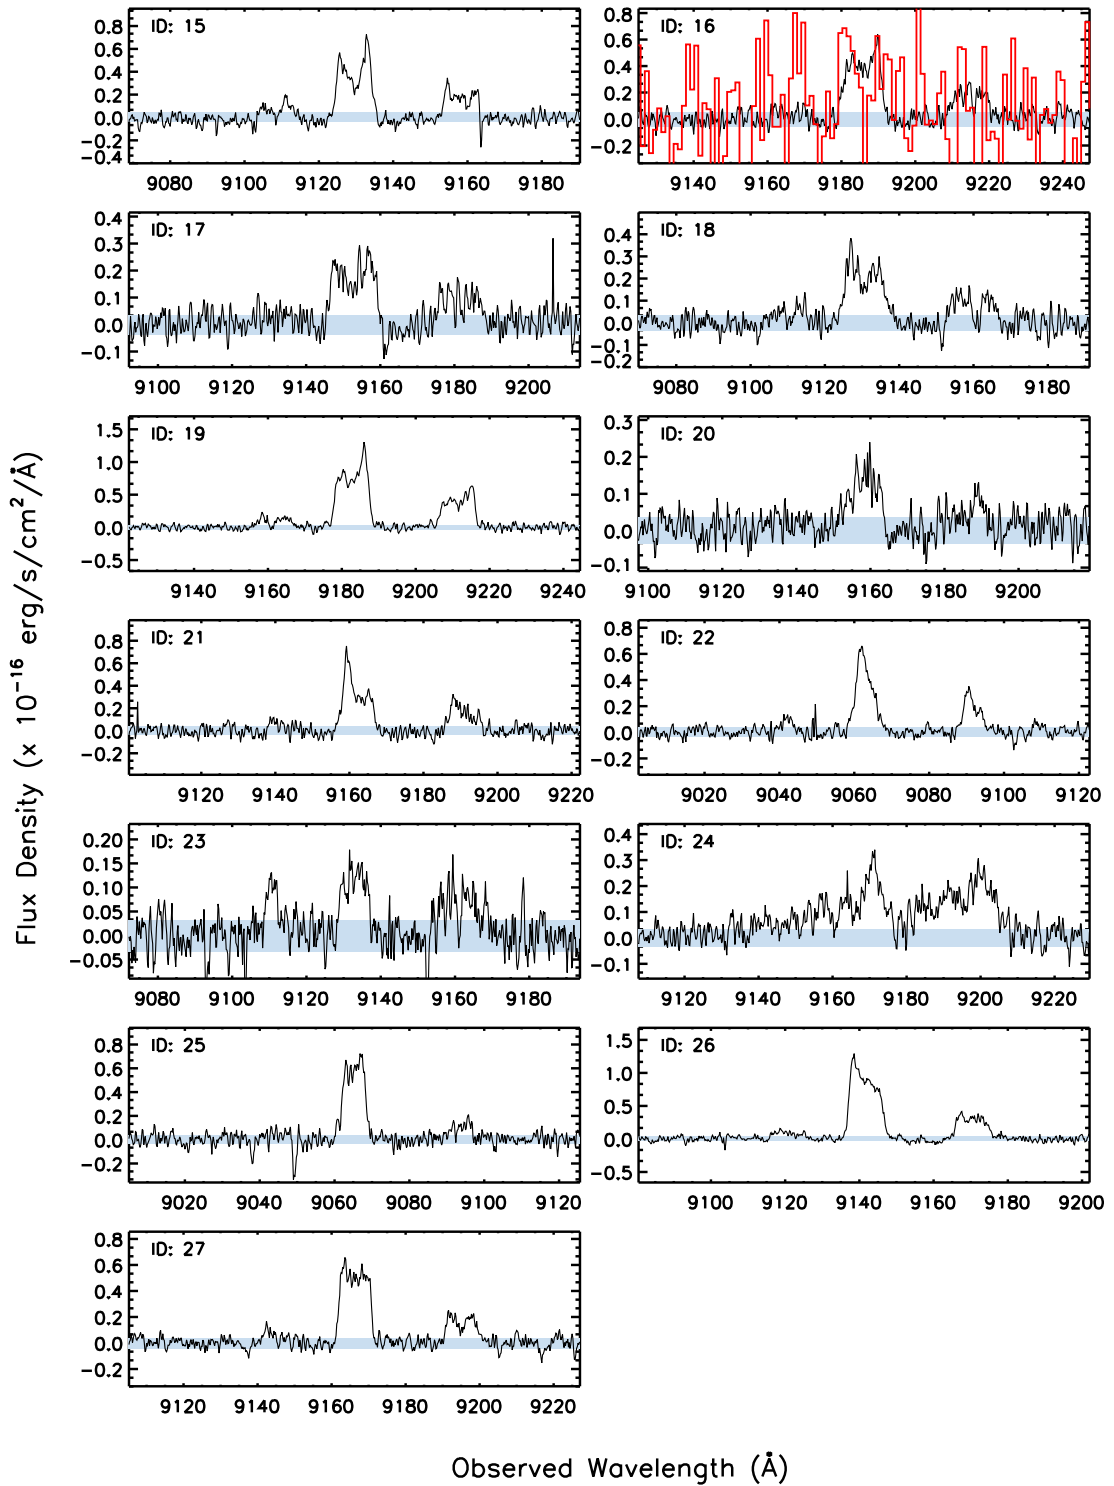 ID: 15
0.8
0.6
0.4
0.2
0.0
−0.2
−0.4
9080 9100 9120 9140 9160 9180
ID: 16
0.8
0.6
0.4
0.2
0.0
−0.2
9140 9160 9180 9200 9220 9240
ID: 17
0.4
0.3
0.2
0.1
0.0
−0.1
9100 9120 9140 9160 9180 9200
ID: 18
0.4
0.3
0.2
0.1
0.0
−0.1
−0.2
9080 9100 9120 9140 9160 9180
ID: 19
1.5
1.0
0.5
0.0
−0.5
9140 9160 9180 9200 9220 9240
ID: 20
0.3
0.2
0.1
0.0
−0.1
9100 9120 9140 9160 9180 9200
ID: 21
0.8
0.6
0.4
0.2
0.0
−0.2
9120 9140 9160 9180 9200 9220
ID: 22
0.8
0.6
0.4
0.2
0.0
−0.2
9020 9040 9060 9080 9100 9120
ID: 23
0.20
0.15
0.10
0.05
0.00
−0.05
9080 9100 9120 9140 9160 9180
ID: 24
0.4
0.3
0.2
0.1
0.0
−0.1
9120 9140 9160 9180 9200 9220
ID: 25
0.8
0.6
0.4
0.2
0.0
−0.2
9020 9040 9060 9080 9100 9120
ID: 26
1.5
1.0
0.5
0.0
−0.5
9100 9120 9140 9160 9180 9200
ID: 27
0.8
0.6
0.4
0.2
0.0
−0.2
9120 9140 9160 9180 9200 9220
Flux Density (x 10⁻¹⁶ erg/s/cm²/Å)
Observed Wavelength (Å)